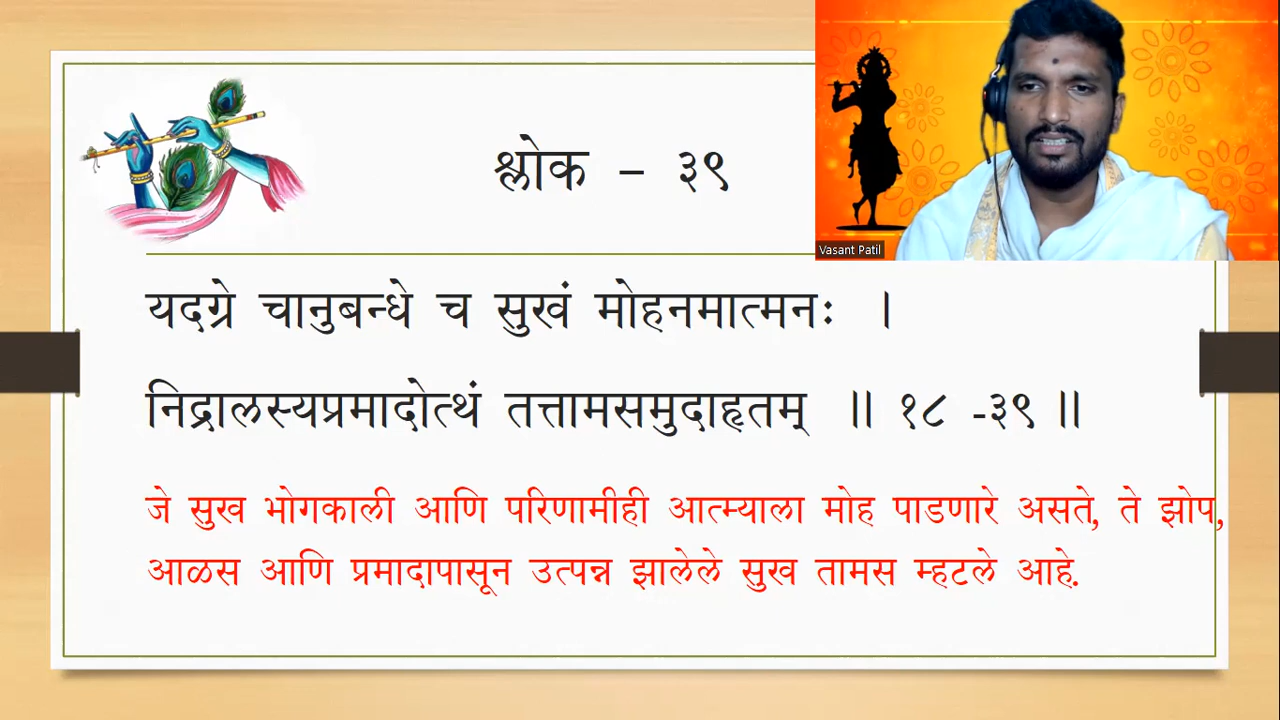 श्लोक – ३९
Vasant Patil
यदग्रे चानुबन्धे च सुखं मोहनमात्मनः ।
निद्रालस्यप्रमादोत्थं तत्तामसमुदाहृतम् ॥ १८ -३९ ॥
जे सुख भोगकाली आणि परिणामीही आत्म्याला मोह पाडणारे असते, ते झोप,
आळस आणि प्रमादापासून उत्पन्न झालेले सुख तामस म्हटले आहे.